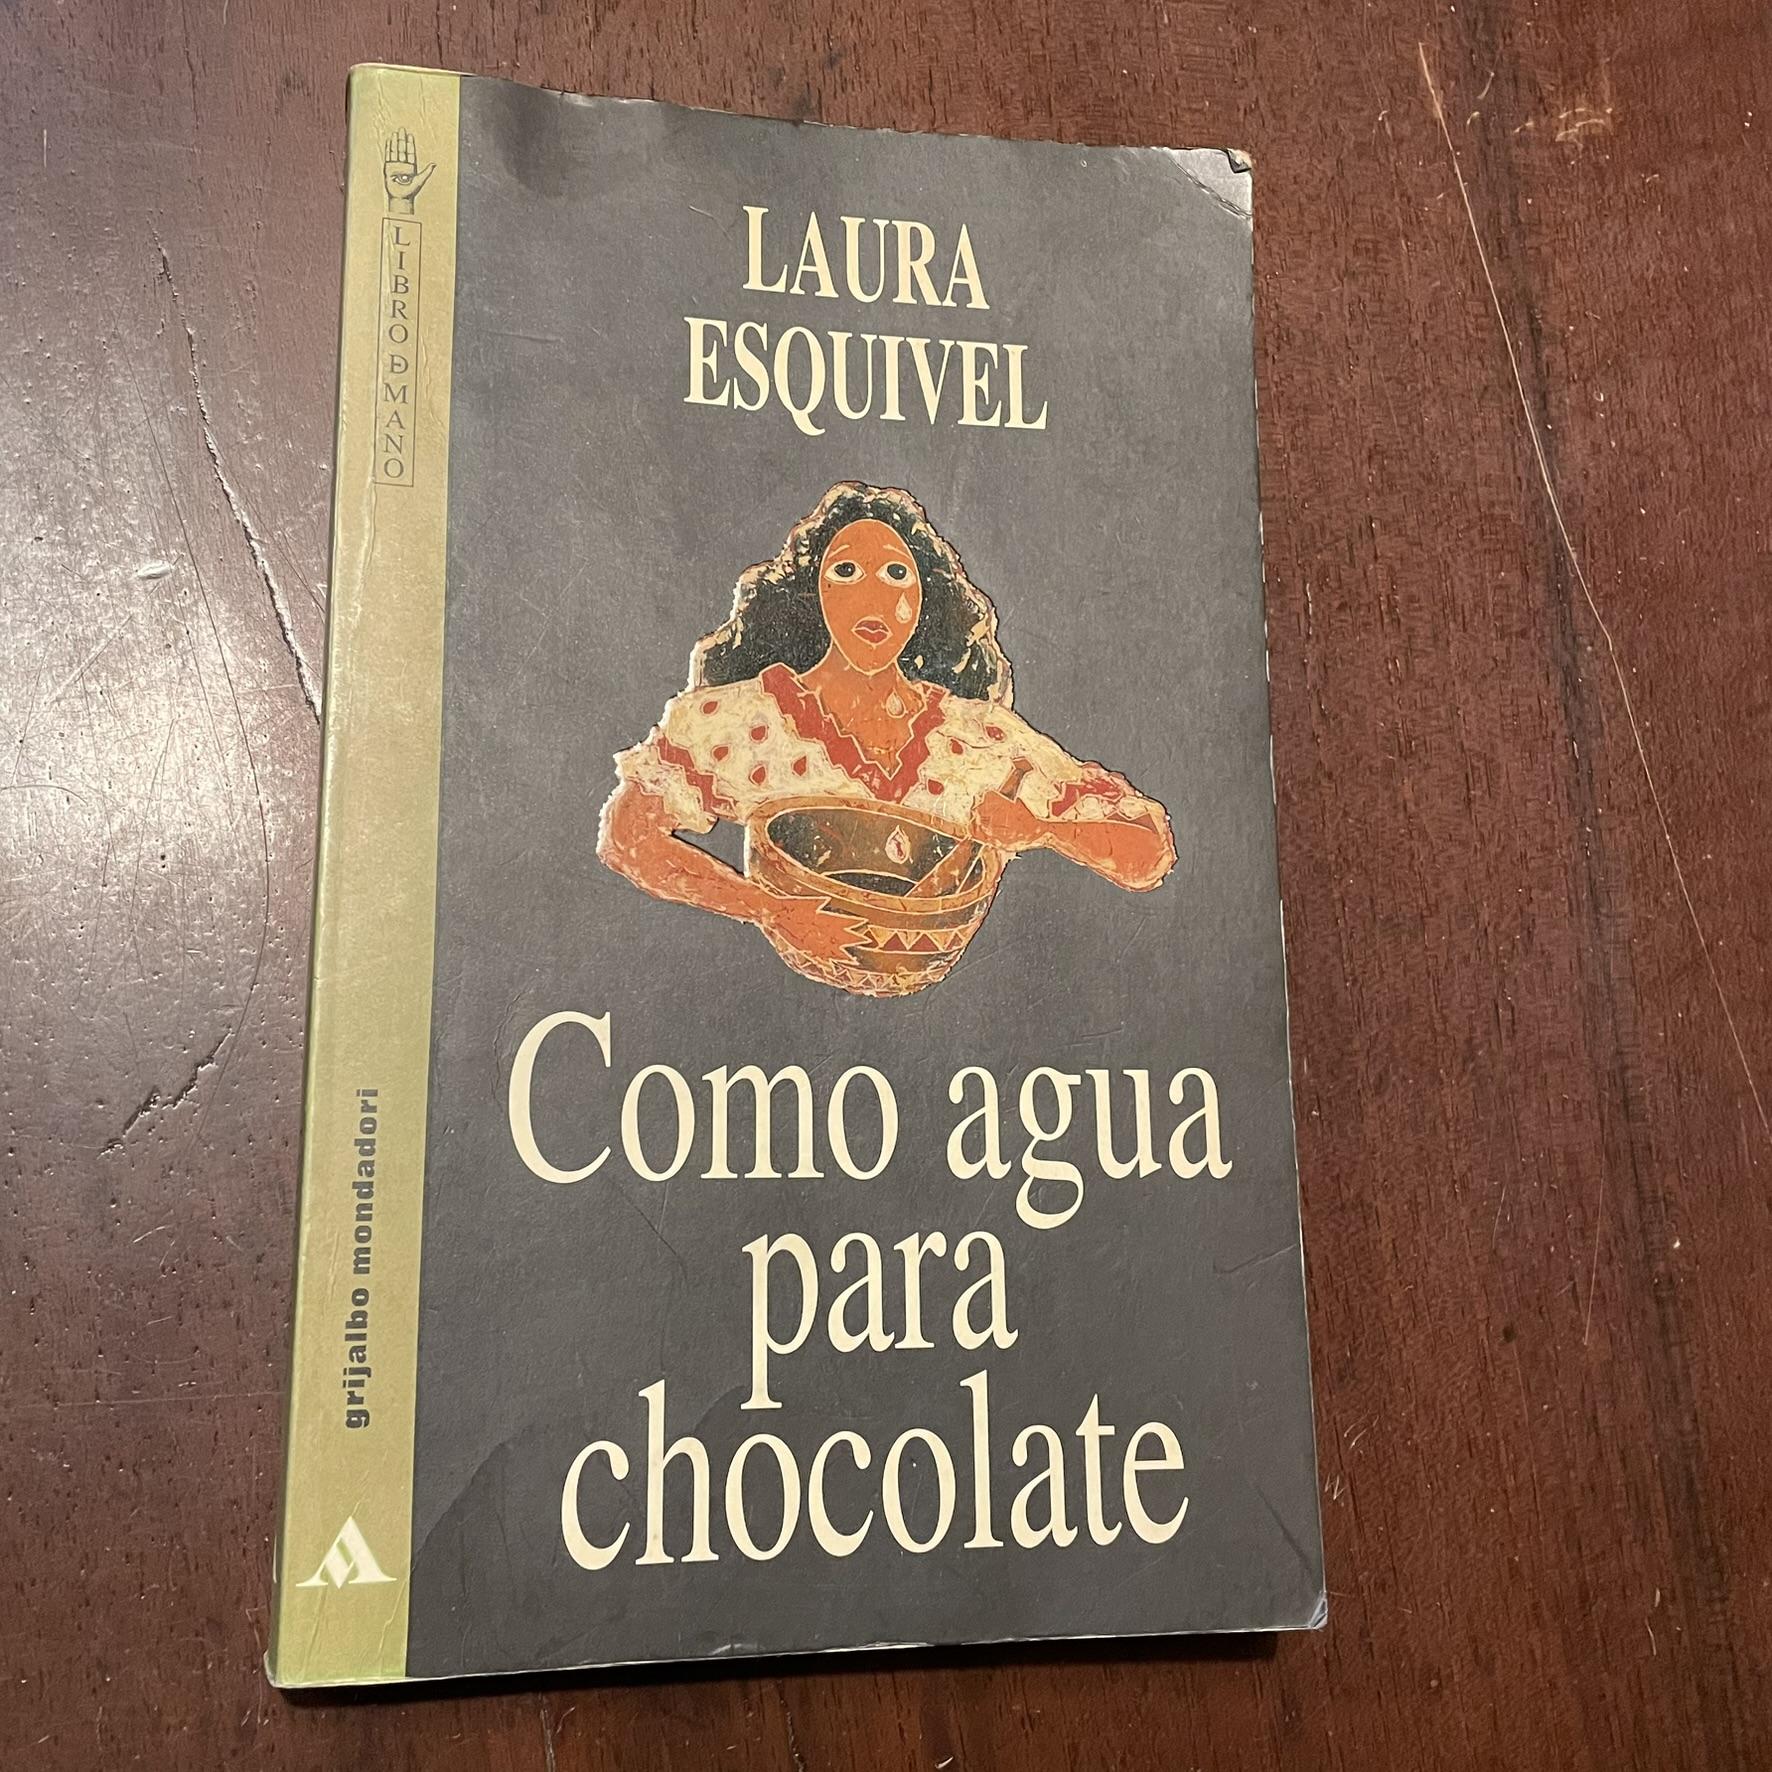 LIBRO DE MANO
LAURA
ESQUIVEL
Como agua
para
chocolate
grijalbo mondadori